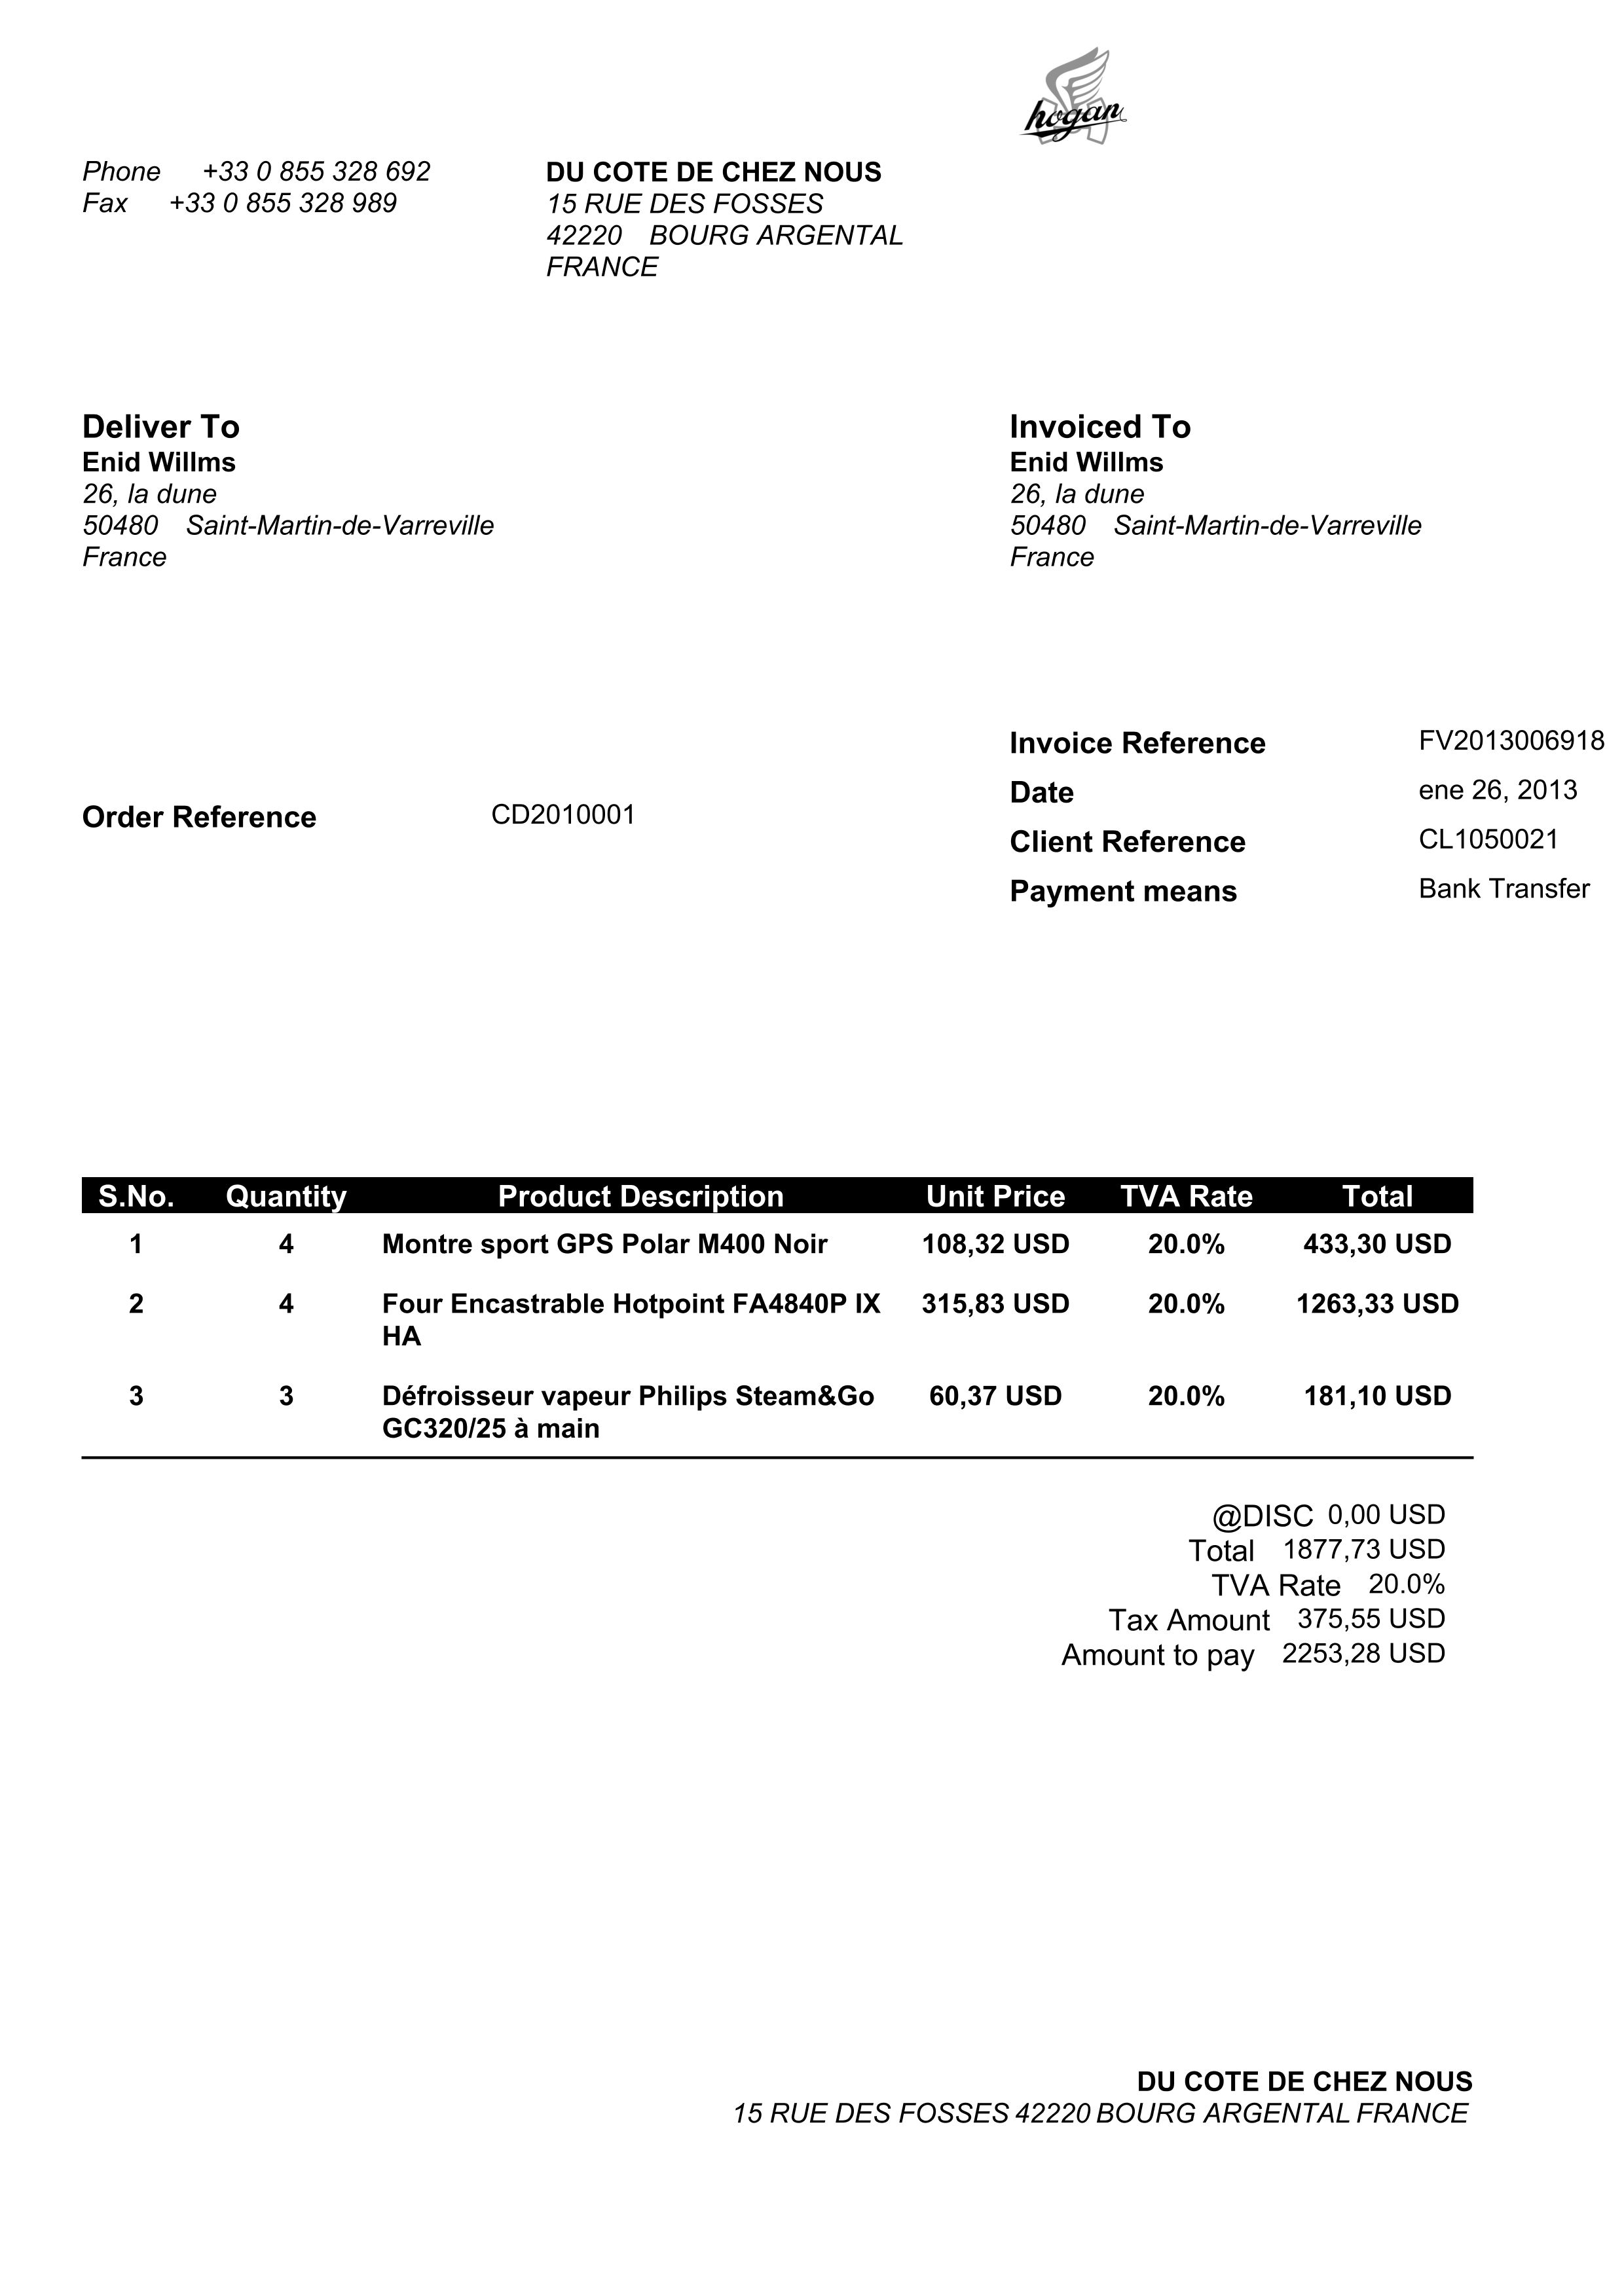 hogan
Phone +33 0 855 328 692
Fax +33 0 855 328 989
DU COTE DE CHEZ NOUS
15 RUE DES FOSSES
42220 BOURG ARGENTAL
FRANCE
Deliver To
Enid Willms
26, la dune
50480 Saint-Martin-de-Varreville
France
Invoiced To
Enid Willms
26, la dune
50480 Saint-Martin-de-Varreville
France
Order Reference CD2010001
Invoice Reference FV2013006918
Date ene 26, 2013
Client Reference CL1050021
Payment means Bank Transfer
S.No. Quantity Product Description Unit Price TVA Rate Total
1 4 Montre sport GPS Polar M400 Noir 108,32 USD 20.0% 433,30 USD
2 4 Four Encastrable Hotpoint FA4840P IX 315,83 USD 20.0% 1263,33 USD
HA
3 3 Défroisseur vapeur Philips Steam&Go 60,37 USD 20.0% 181,10 USD
GC320/25 à main
@DISC 0,00 USD
Total 1877,73 USD
TVA Rate 20.0%
Tax Amount 375,55 USD
Amount to pay 2253,28 USD
DU COTE DE CHEZ NOUS
15 RUE DES FOSSES 42220 BOURG ARGENTAL FRANCE